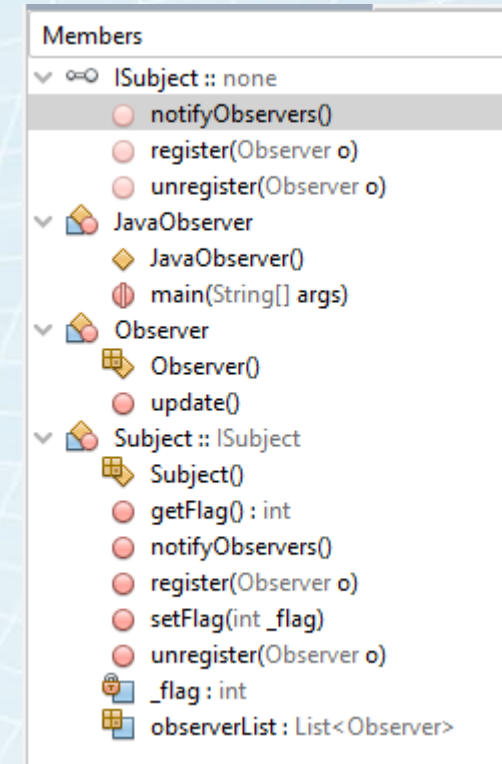 Members
ISubject :: none
notifyObservers()
register(Observer o)
unregister(Observer o)
JavaObserver
JavaObserver()
main(String[] args)
Observer
Observer()
update()
Subject :: ISubject
Subject()
getFlag() : int
notifyObservers()
register(Observer o)
setFlag(int _flag)
unregister(Observer o)
_flag : int
observerList : List<Observer>